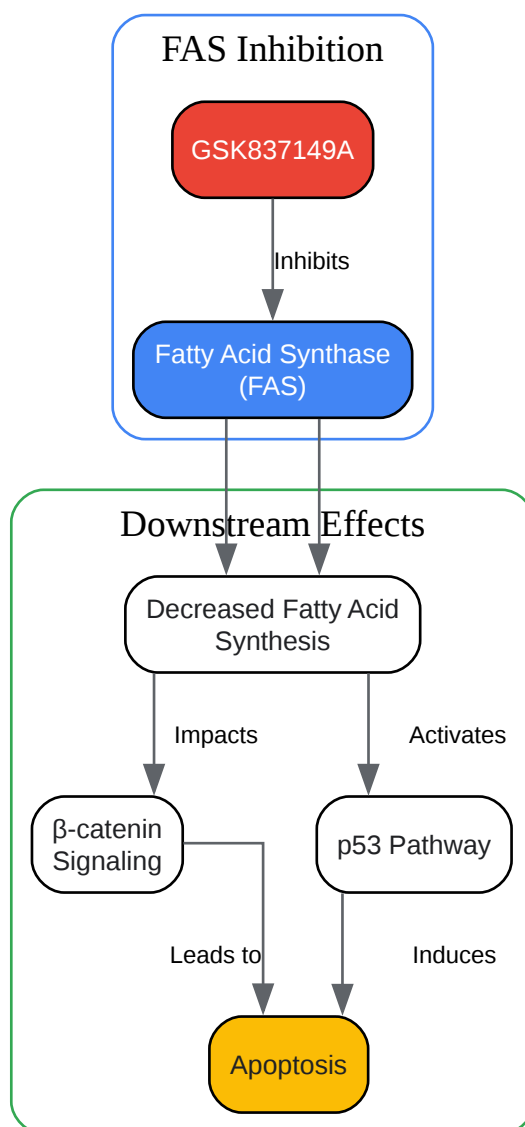 FAS Inhibition
GSK837149A
Inhibits
Fatty Acid Synthase
(FAS)
Downstream Effects
Decreased Fatty Acid
Synthesis
Impacts
Activates
β-catenin
Signaling
p53 Pathway
Leads to
Induces
Apoptosis